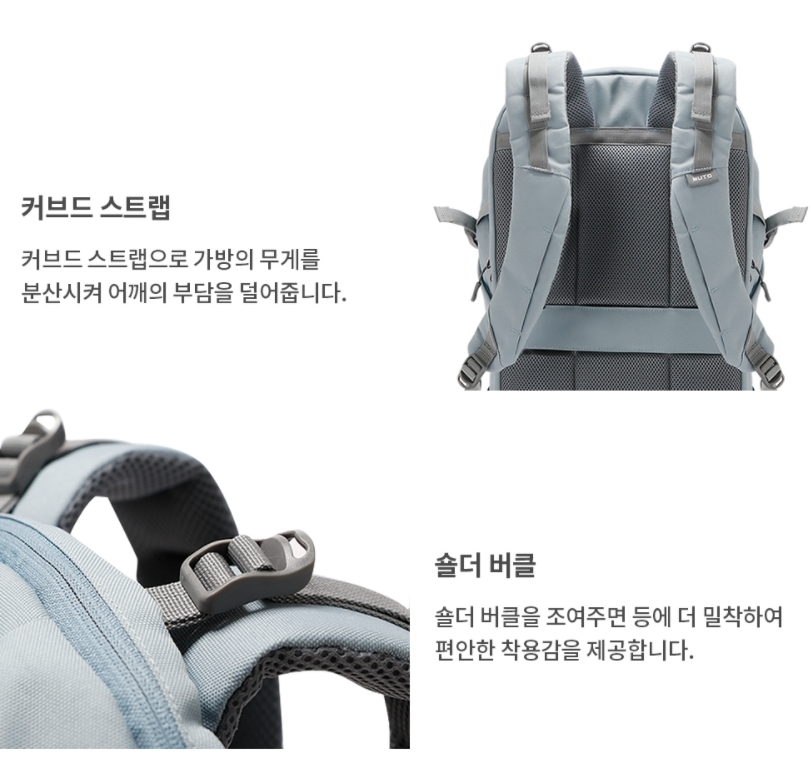 커브드 스트랩
커브드 스트랩으로 가방의 무게를
분산시켜 어깨의 부담을 덜어줍니다.
NUTO
숄더 버클
숄더 버클을 조여주면 등에 더 밀착하여
편안한 착용감을 제공합니다.